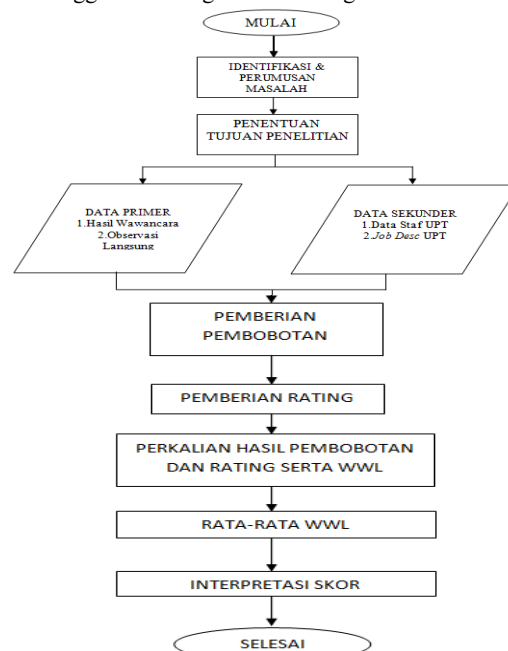 MULAI
IDENTIFIKASI &
PERUMUSAN
MASALAH
PENENTUAN
TUJUAN PENELITIAN
DATA PRIMER
1.Hasil Wawancara
2.Observasi
Langsung
DATA SEKUNDER
1.Data Staf UPT
2.Job Desc UPT
PEMBERIAN
PEMBOBOTAN
PEMBERIAN RATING
PERKALIAN HASIL PEMBOBOTAN
DAN RATING SERTA WWL
RATA-RATA WWL
INTERPRETASI SKOR
SELESAI